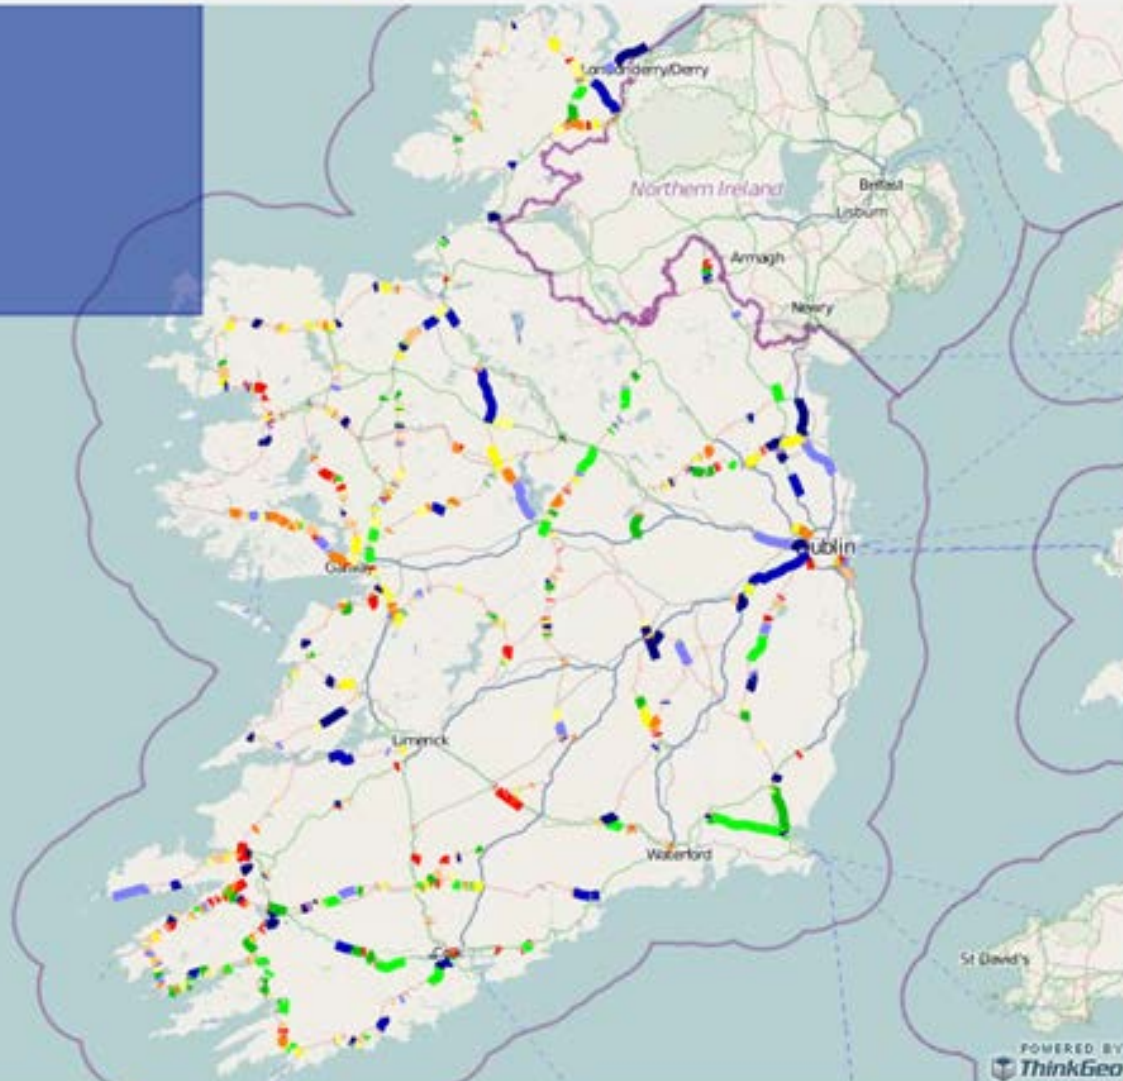 Londonderry/Derry
Northern Ireland
Belfast
Lisburn
Armagh
Newry
Dublin
Galway
Limerick
Waterford
Cork
St David's
POWERED BY
ThinkGeo